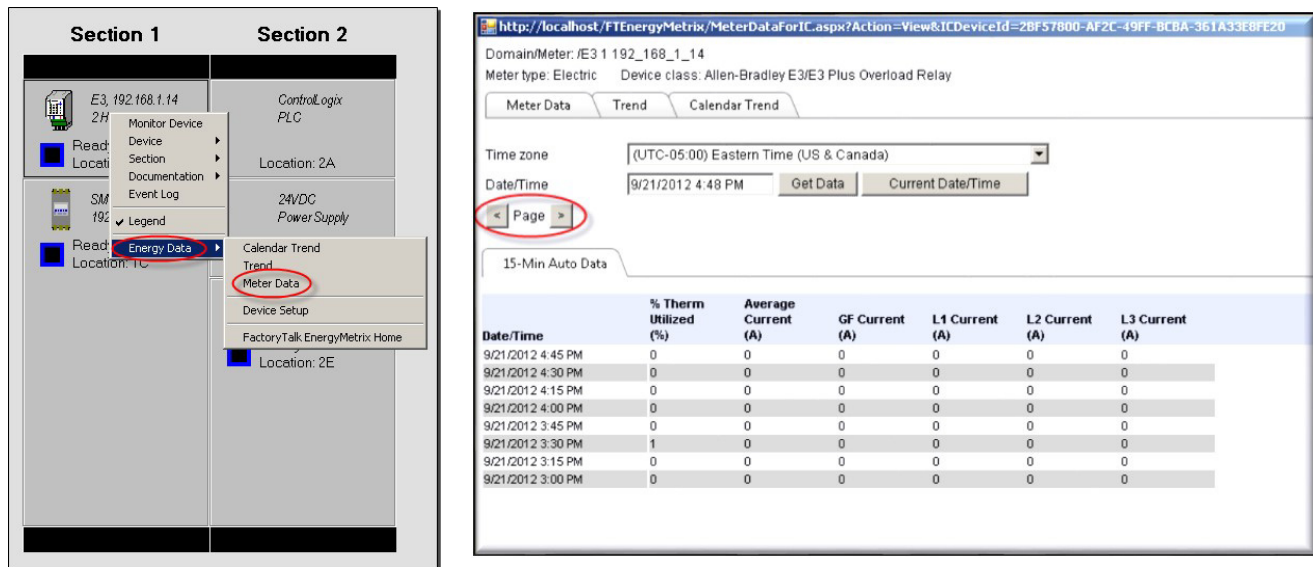 Section 1
Section 2
E3, 192.168.1.14
2H
Ready
Locati
ControlLogix
PLC
Location: 2A
SM
192
Ready
Location: 1C
24VDC
Power Supply
Location: 2E
Monitor Device
Device
Section
Documentation
Event Log
Legend
Energy Data
Calendar Trend
Trend
Meter Data
Device Setup
FactoryTalk EnergyMetrix Home
http://localhost/FTEnergyMetrix/MeterDataForIC.aspx?Action=View&ICDeviceId=2BF57800-AF2C-49FF-BCBA-361A33E8FE20
Domain/Meter: /E3 1 192_168_1_14
Meter type: Electric Device class: Allen-Bradley E3/E3 Plus Overload Relay
Meter Data Trend Calendar Trend
Time zone (UTC-05:00) Eastern Time (US & Canada)
Date/Time 9/21/2012 4:48 PM Get Data Current Date/Time
< Page >
15-Min Auto Data
Date/Time % Therm Utilized (%) Average Current (A) GF Current (A) L1 Current (A) L2 Current (A) L3 Current (A)
9/21/2012 4:45 PM 0 0 0 0 0 0
9/21/2012 4:30 PM 0 0 0 0 0 0
9/21/2012 4:15 PM 0 0 0 0 0 0
9/21/2012 4:00 PM 0 0 0 0 0 0
9/21/2012 3:45 PM 0 0 0 0 0 0
9/21/2012 3:30 PM 1 0 0 0 0 0
9/21/2012 3:15 PM 0 0 0 0 0 0
9/21/2012 3:00 PM 0 0 0 0 0 0